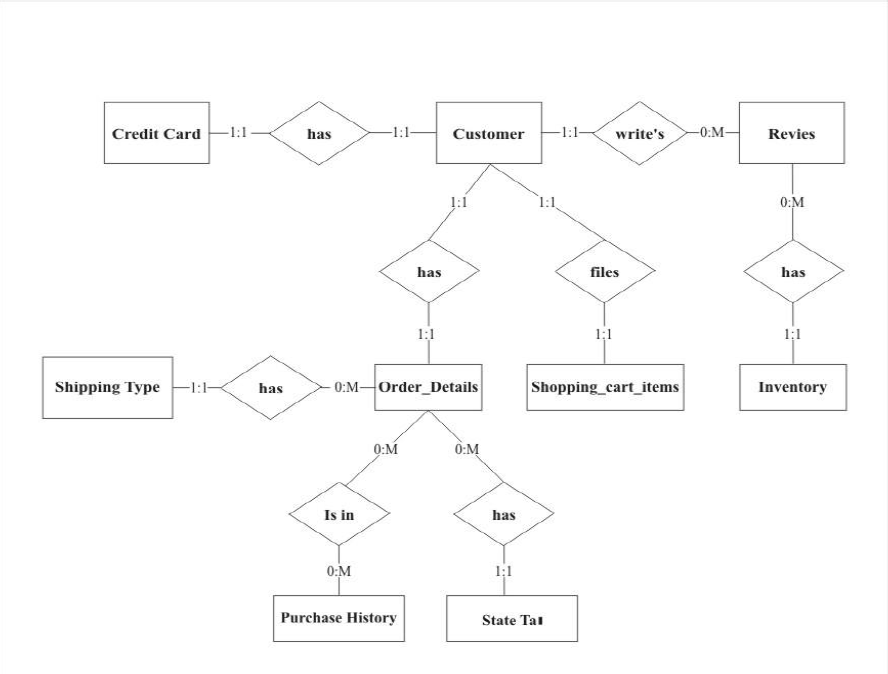 Credit Card
1:1
has
1:1
Customer
1:1
write's
0:M
Revies
1:1
1:1
0:M
has
files
has
1:1
1:1
1:1
Shipping Type
1:1
has
0:M
Order_Details
Shopping_cart_items
Inventory
0:M
0:M
Is in
has
0:M
1:1
Purchase History
State